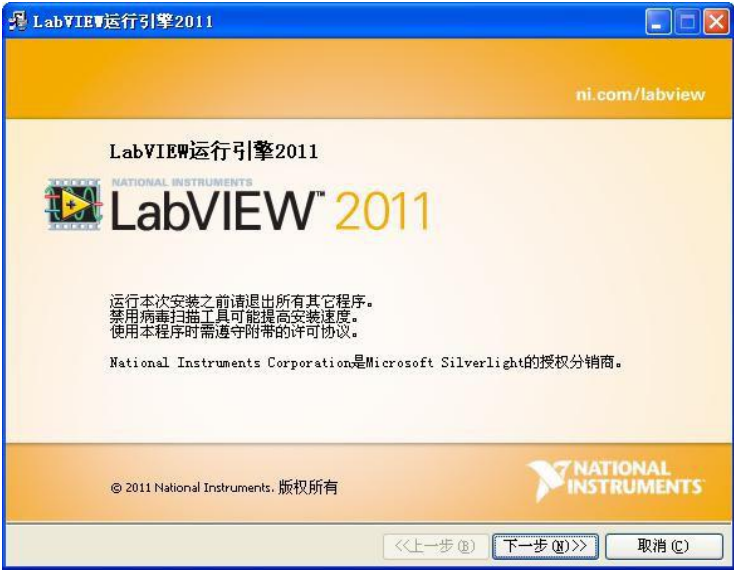 LabVIEW运行引擎2011
ni.com/labview
LabVIEW运行引擎2011
NATIONAL INSTRUMENTS
LabVIEW™ 2011
运行本次安装之前请退出所有其它程序。
禁用病毒扫描工具可能提高安装速度。
使用本程序时需遵守附带的许可协议。
National Instruments Corporation是Microsoft Silverlight的授权分销商。
© 2011 National Instruments. 版权所有
NATIONAL
INSTRUMENTS
<<上一步(B) 下一步(N)>> 取消(C)